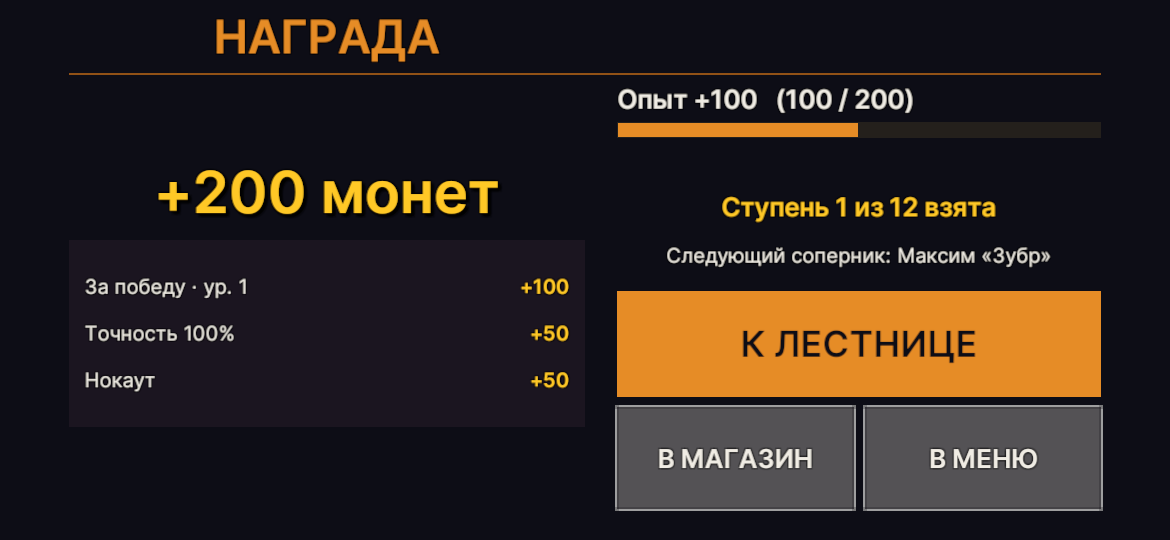 НАГРАДА
Опыт +100 (100 / 200)
+200 монет
За победу · ур. 1 +100
Точность 100% +50
Нокаут +50
Ступень 1 из 12 взята
Следующий соперник: Максим «Зубр»
К ЛЕСТНИЦЕ
В МАГАЗИН
В МЕНЮ